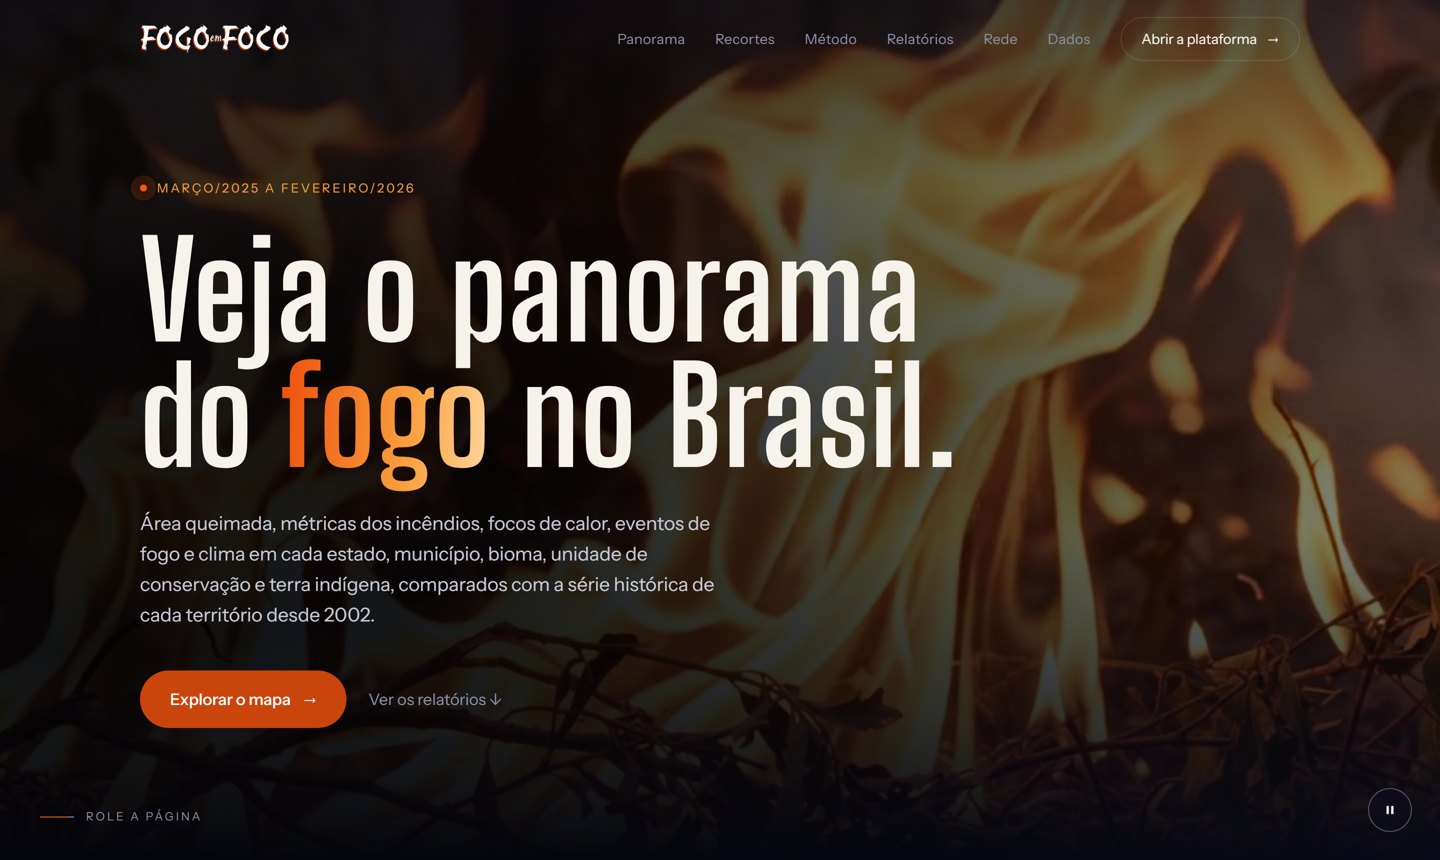 FOGO em FOCO
Panorama Recortes Método Relatórios Rede Dados Abrir a plataforma →
MARÇO/2025 A FEVEREIRO/2026
Veja o panorama
do fogo no Brasil.
Área queimada, métricas dos incêndios, focos de calor, eventos de
fogo e clima em cada estado, município, bioma, unidade de
conservação e terra indígena, comparados com a série histórica de
cada território desde 2002.
Explorar o mapa → Ver os relatórios ↓
ROLE A PÁGINA